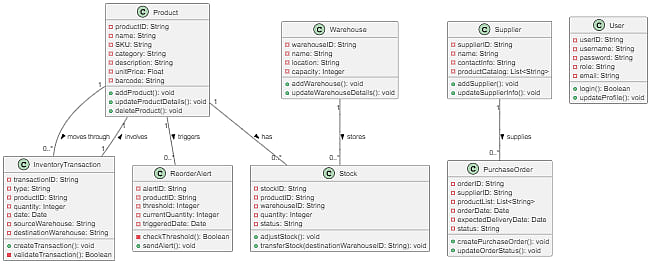 C Product
productID: String
name: String
SKU: String
category: String
description: String
unitPrice: Float
barcode: String
addProduct(): void
updateProductDetails(): void
deleteProduct(): void
C Warehouse
warehouseID: String
name: String
location: String
capacity: Integer
addWarehouse(): void
updateWarehouseDetails(): void
C Supplier
supplierID: String
name: String
contactInfo: String
productCatalog: List<String>
addSupplier(): void
updateSupplierInfo(): void
C User
userID: String
username: String
password: String
role: String
email: String
login(): Boolean
updateProfile(): void
1
1
1
1
1
1
moves through
involves
triggers
has
stores
supplies
0..*
1
0..*
0..*
0..*
0..*
C InventoryTransaction
transactionID: String
type: String
productID: String
quantity: Integer
date: Date
sourceWarehouse: String
destinationWarehouse: String
createTransaction(): void
validateTransaction(): Boolean
C ReorderAlert
alertID: String
productID: String
threshold: Integer
currentQuantity: Integer
triggeredDate: Date
checkThreshold(): Boolean
sendAlert(): void
C Stock
stockID: String
productID: String
warehouseID: String
quantity: Integer
status: String
adjustStock(): void
transferStock(destinationWarehouseID: String): void
C PurchaseOrder
orderID: String
supplierID: String
productList: List<String>
orderDate: Date
expectedDeliveryDate: Date
status: String
createPurchaseOrder(): void
updateOrderStatus(): void